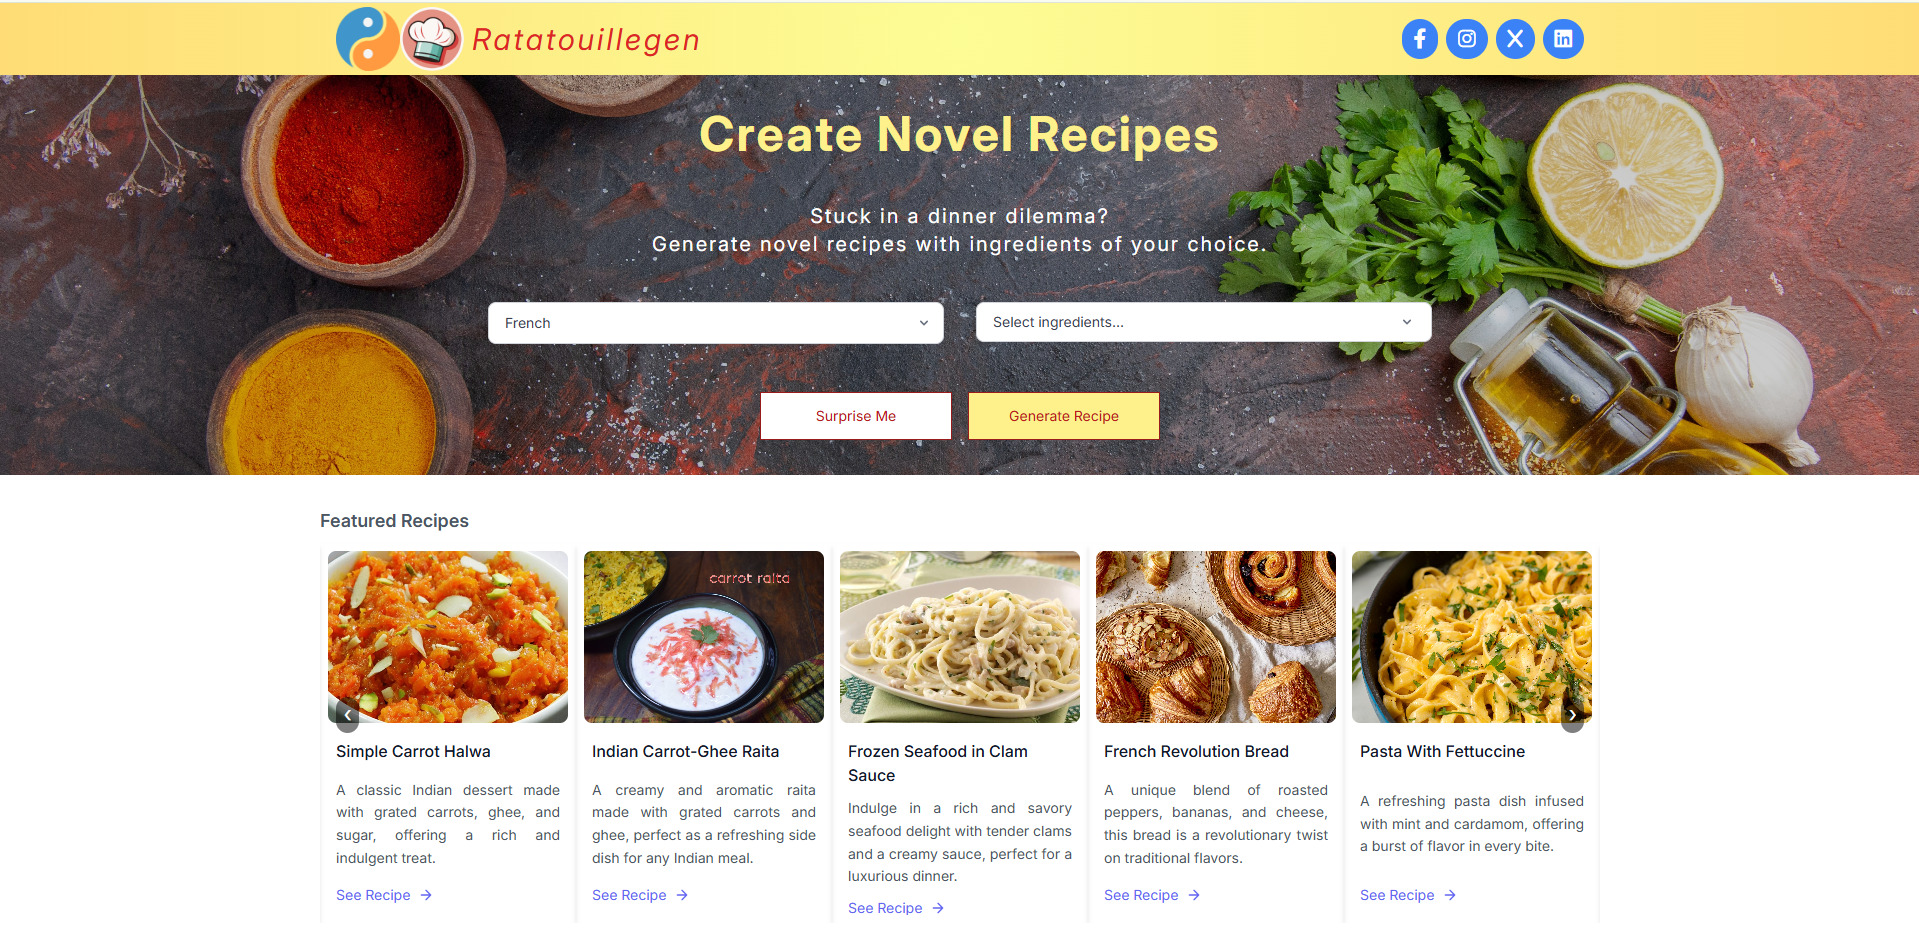 Ratatouillegen
Create Novel Recipes
Stuck in a dinner dilemma?
Generate novel recipes with ingredients of your choice.
French
Select ingredients...
Surprise Me
Generate Recipe
Featured Recipes
carrot raita
Simple Carrot Halwa
A classic Indian dessert made
with grated carrots, ghee, and
sugar, offering a rich and
indulgent treat.
See Recipe →
Indian Carrot-Ghee Raita
A creamy and aromatic raita
made with grated carrots and
ghee, perfect as a refreshing side
dish for any Indian meal.
See Recipe →
Frozen Seafood in Clam
Sauce
Indulge in a rich and savory
seafood delight with tender clams
and a creamy sauce, perfect for a
luxurious dinner.
See Recipe →
French Revolution Bread
A unique blend of roasted
peppers, bananas, and cheese,
this bread is a revolutionary twist
on traditional flavors.
See Recipe →
Pasta With Fettuccine
A refreshing pasta dish infused
with mint and cardamom, offering
a burst of flavor in every bite.
See Recipe →